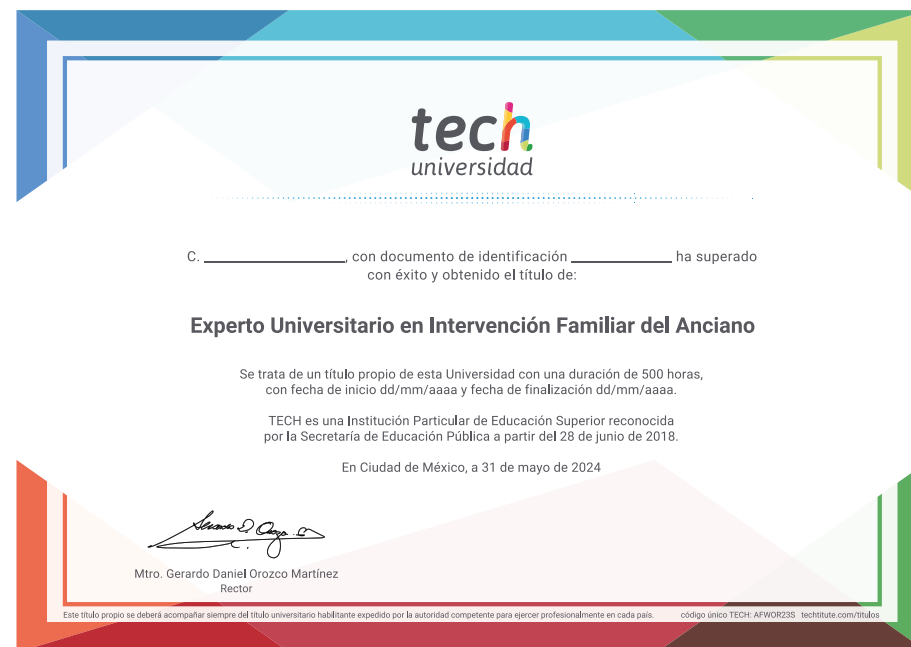 tech
universidad
C. ____________, con documento de identificación ____________ ha superado
con éxito y obtenido el título de:
Experto Universitario en Intervención Familiar del Anciano
Se trata de un título propio de esta Universidad con una duración de 500 horas,
con fecha de inicio dd/mm/aaaa y fecha de finalización dd/mm/aaaa.
TECH es una Institución Particular de Educación Superior reconocida
por la Secretaría de Educación Pública a partir del 28 de junio de 2018.
En Ciudad de México, a 31 de mayo de 2024
Mtro. Gerardo Daniel Orozco Martínez
Rector
Este título propio se deberá acompañar siempre del título universitario habilitante expedido por la autoridad competente para ejercer profesionalmente en cada país. código único TECH: AFWOR23S techtitute.com/titulos